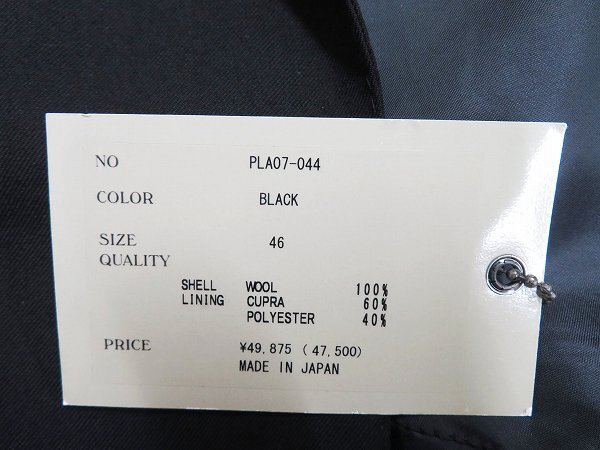 NO PLA07-044
COLOR BLACK
SIZE 46
QUALITY
SHELL WOOL 100%
LINING CUPRA 60%
POLYESTER 40%
PRICE ¥49,875 (47,500)
MADE IN JAPAN